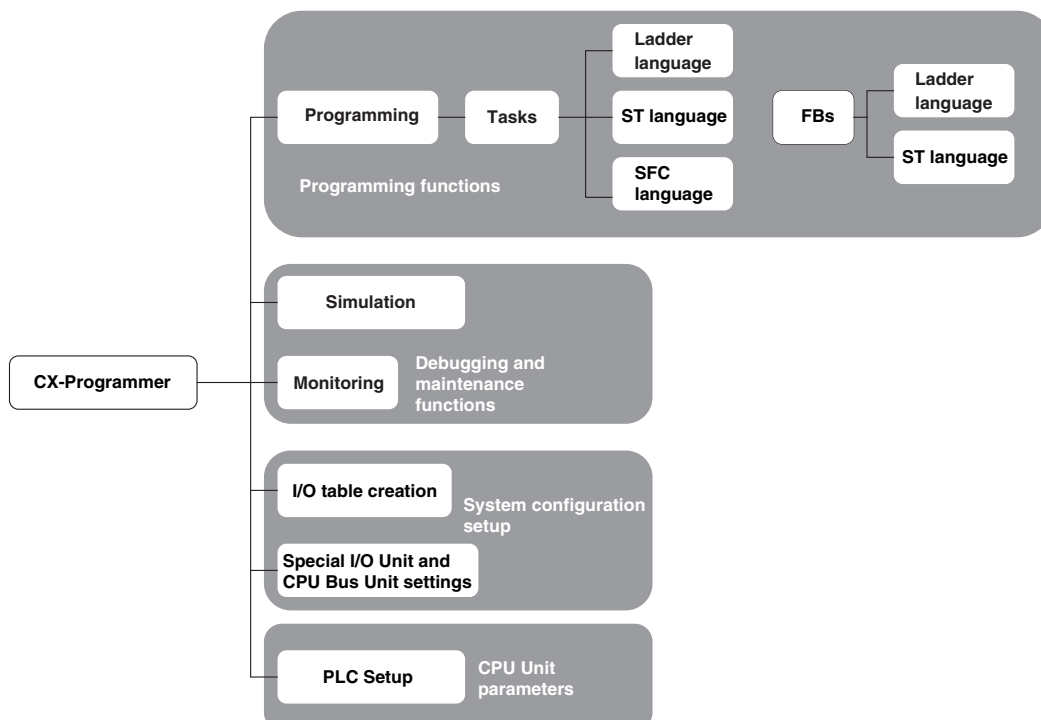 Ladder
language
Ladder
language
Programming
Tasks
ST language
FBs
ST language
SFC
language
Programming functions
Simulation
CX-Programmer
Monitoring
Debugging and
maintenance
functions
I/O table creation
System configuration
setup
Special I/O Unit and
CPU Bus Unit settings
PLC Setup
CPU Unit
parameters